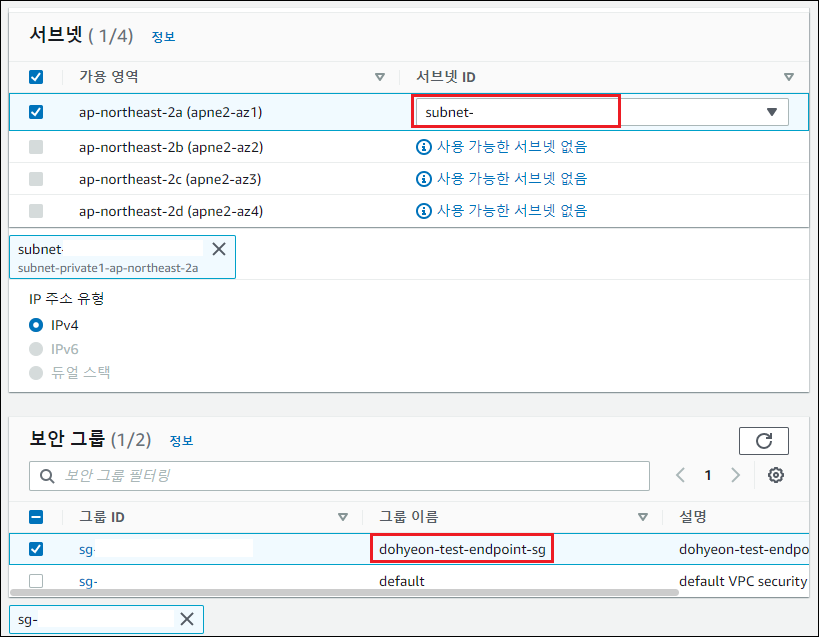 서브넷 ( 1/4) 정보
가용 영역 서브넷 ID
ap-northeast-2a (apne2-az1) subnet-
ap-northeast-2b (apne2-az2) 사용 가능한 서브넷 없음
ap-northeast-2c (apne2-az3) 사용 가능한 서브넷 없음
ap-northeast-2d (apne2-az4) 사용 가능한 서브넷 없음
subnet-
subnet-private1-ap-northeast-2a
IP 주소 유형
IPv4
IPv6
듀얼 스택
보안 그룹 (1/2) 정보
보안 그룹 필터링 1
그룹 ID 그룹 이름 설명
sg- dohyeon-test-endpoint-sg dohyeon-test-endpo
sg- default default VPC security
sg-